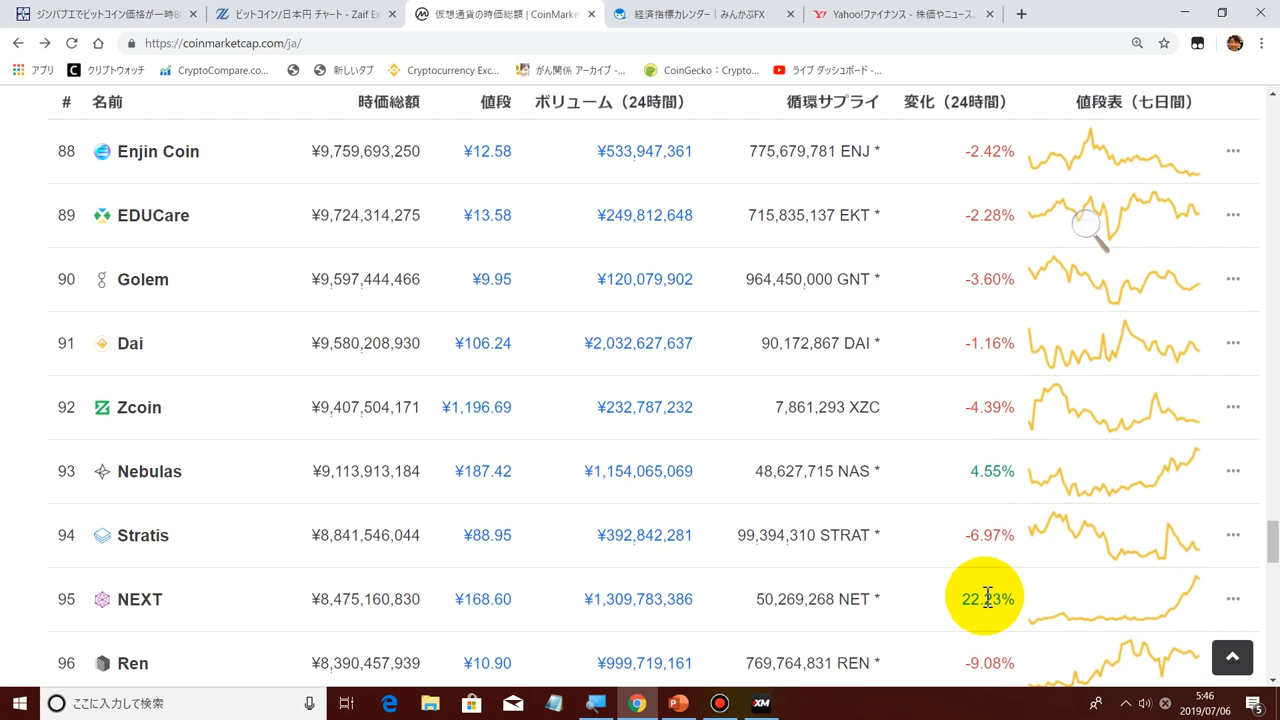 ジンバエでビットコイン価格が一時8
ビットコイン/日本円 チャート - Zaif Ex
仮想通貨の時価総額 | CoinMarke
経済指標カレンダー | みんかぶFX
Yahoo!ファイナンス - 株価やニュース、
https://coinmarketcap.com/ja/
アプリ
クリプトウォッチ
CryptoCompare.co...
新しいタブ
Cryptocurrency Exc...
がん関係 アーカイブ -...
CoinGecko：Crypto...
ライブ ダッシュボード -...
# 名前 時価総額 値段 ボリューム（24時間） 循環サプライ 変化（24時間） 値段表（七日間）
88 Enjin Coin ¥9,759,693,250 ¥12.58 ¥533,947,361 775,679,781 ENJ * -2.42%
89 EDUCare ¥9,724,314,275 ¥13.58 ¥249,812,648 715,835,137 EKT * -2.28%
90 Golem ¥9,597,444,466 ¥9.95 ¥120,079,902 964,450,000 GNT * -3.60%
91 Dai ¥9,580,208,930 ¥106.24 ¥2,032,627,637 90,172,867 DAI * -1.16%
92 Zcoin ¥9,407,504,171 ¥1,196.69 ¥232,787,232 7,861,293 XZC -4.39%
93 Nebulas ¥9,113,913,184 ¥187.42 ¥1,154,065,069 48,627,715 NAS * 4.55%
94 Stratis ¥8,841,546,044 ¥88.95 ¥392,842,281 99,394,310 STRAT * -6.97%
95 NEXT ¥8,475,160,830 ¥168.60 ¥1,309,783,386 50,269,268 NET * 22.23%
96 Ren ¥8,390,457,939 ¥10.90 ¥999,719,161 769,764,831 REN * -9.08%
ここに入力して検索
XM
5:46
2019/07/06
5